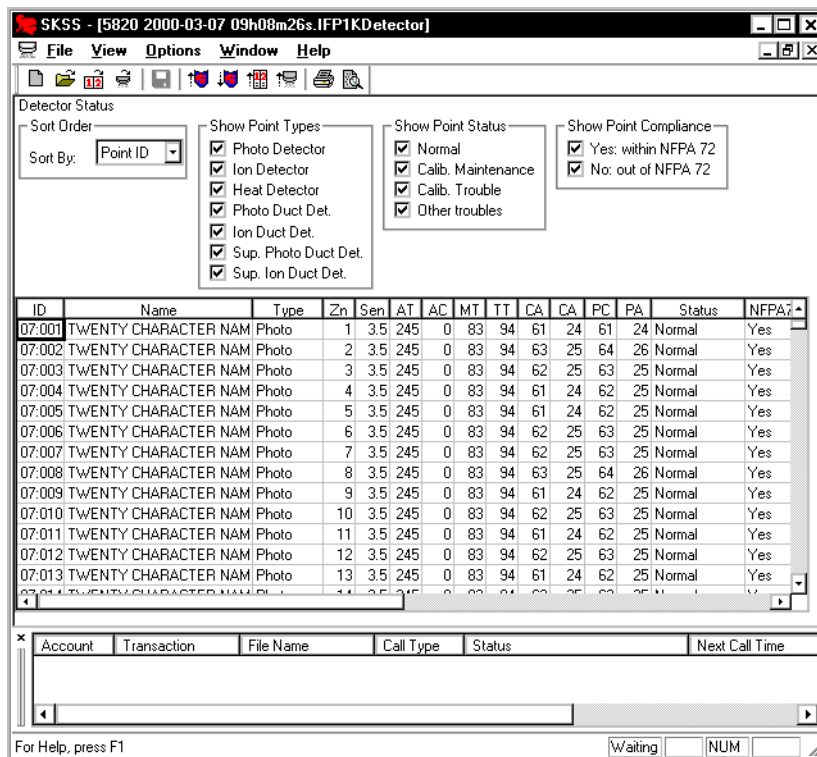 SKSS - [5820 2000-03-07 09h08m26s.IFP1KDetector]
File View Options Window Help
Detector Status
Sort Order
Sort By: Point ID
Show Point Types
Photo Detector
Ion Detector
Heat Detector
Photo Duct Det.
Ion Duct Det.
Sup. Photo Duct Det.
Sup. Ion Duct Det.
Show Point Status
Normal
Calib. Maintenance
Calib. Trouble
Other troubles
Show Point Compliance
Yes: within NFPA 72
No: out of NFPA 72
ID Name Type Zn Sen AT AC MT TT CA CA PC PA Status NFPA7
07:001 TWENTY CHARACTER NAM Photo 1 3.5 245 0 83 94 61 24 61 24 Normal Yes
07:002 TWENTY CHARACTER NAM Photo 2 3.5 245 0 83 94 63 25 64 26 Normal Yes
07:003 TWENTY CHARACTER NAM Photo 3 3.5 245 0 83 94 62 25 63 25 Normal Yes
07:004 TWENTY CHARACTER NAM Photo 4 3.5 245 0 83 94 61 24 62 25 Normal Yes
07:005 TWENTY CHARACTER NAM Photo 5 3.5 245 0 83 94 61 24 62 25 Normal Yes
07:006 TWENTY CHARACTER NAM Photo 6 3.5 245 0 83 94 62 25 63 25 Normal Yes
07:007 TWENTY CHARACTER NAM Photo 7 3.5 245 0 83 94 62 25 63 25 Normal Yes
07:008 TWENTY CHARACTER NAM Photo 8 3.5 245 0 83 94 63 25 64 26 Normal Yes
07:009 TWENTY CHARACTER NAM Photo 9 3.5 245 0 83 94 61 24 62 25 Normal Yes
07:010 TWENTY CHARACTER NAM Photo 10 3.5 245 0 83 94 62 25 63 25 Normal Yes
07:011 TWENTY CHARACTER NAM Photo 11 3.5 245 0 83 94 61 24 62 25 Normal Yes
07:012 TWENTY CHARACTER NAM Photo 12 3.5 245 0 83 94 62 25 63 25 Normal Yes
07:013 TWENTY CHARACTER NAM Photo 13 3.5 245 0 83 94 61 24 62 25 Normal Yes
Account Transaction File Name Call Type Status Next Call Time
For Help, press F1 Waiting NUM